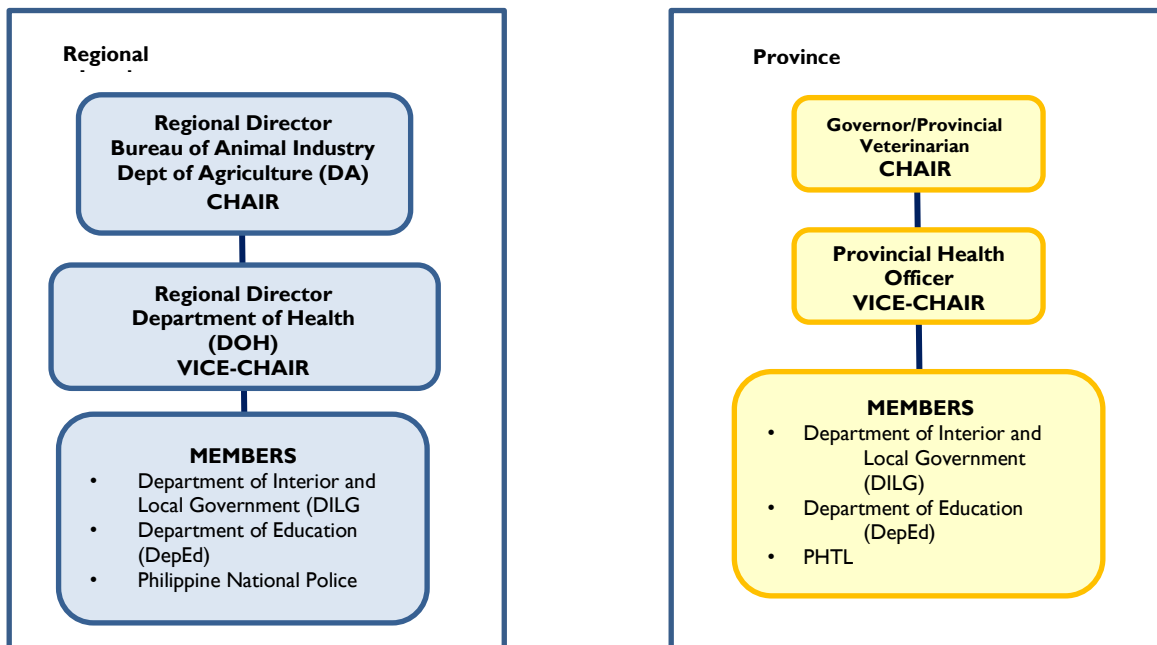 Regional
Regional Director
Bureau of Animal Industry
Dept of Agriculture (DA)
CHAIR
Regional Director
Department of Health
(DOH)
VICE-CHAIR
MEMBERS
• Department of Interior and
Local Government (DILG
• Department of Education
(DepEd)
• Philippine National Police
Province
Governor/Provincial
Veterinarian
CHAIR
Provincial Health
Officer
VICE-CHAIR
MEMBERS
• Department of Interior and
Local Government
(DILG)
• Department of Education
(DepEd)
• PHTL